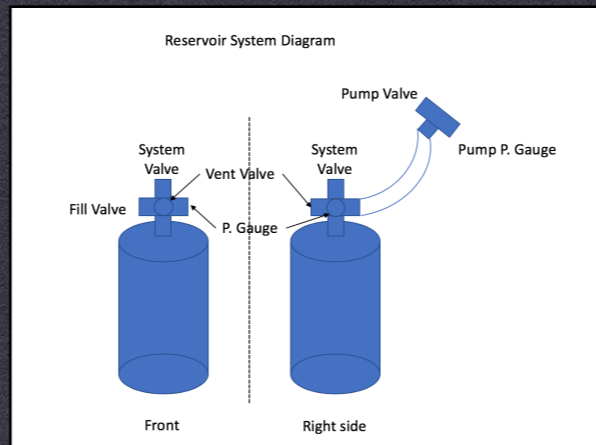 Reservoir System Diagram
Pump Valve
Pump P. Gauge
System
Valve
System
Valve
Vent Valve
Fill Valve
P. Gauge
Front
Right side